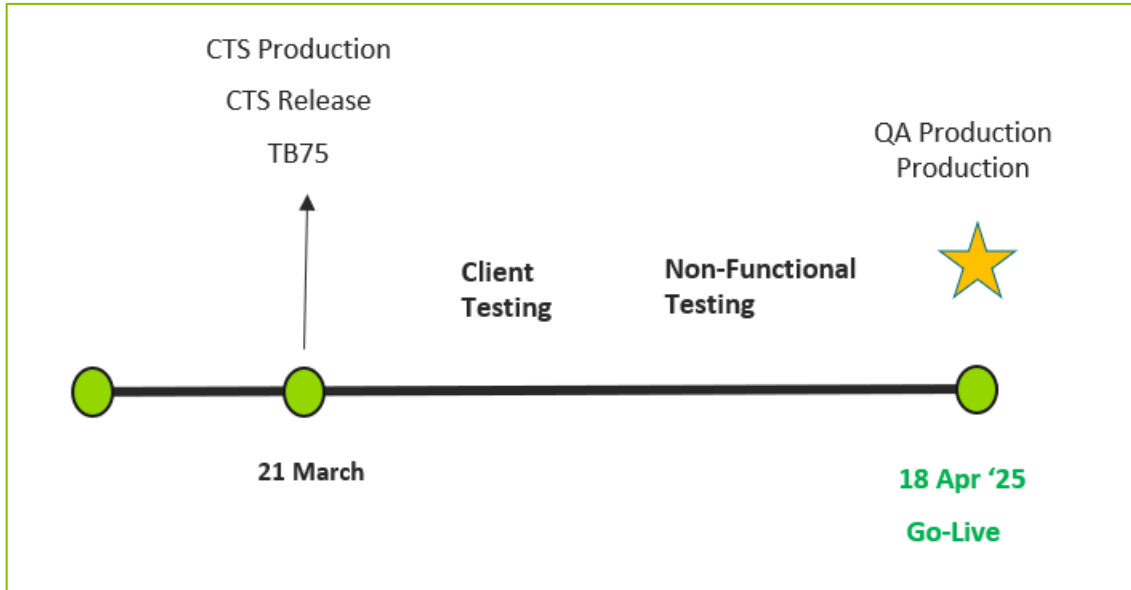 CTS Production
CTS Release
TB75
QA Production
Production
Client
Testing
Non-Functional
Testing
21 March
18 Apr ‘25
Go-Live